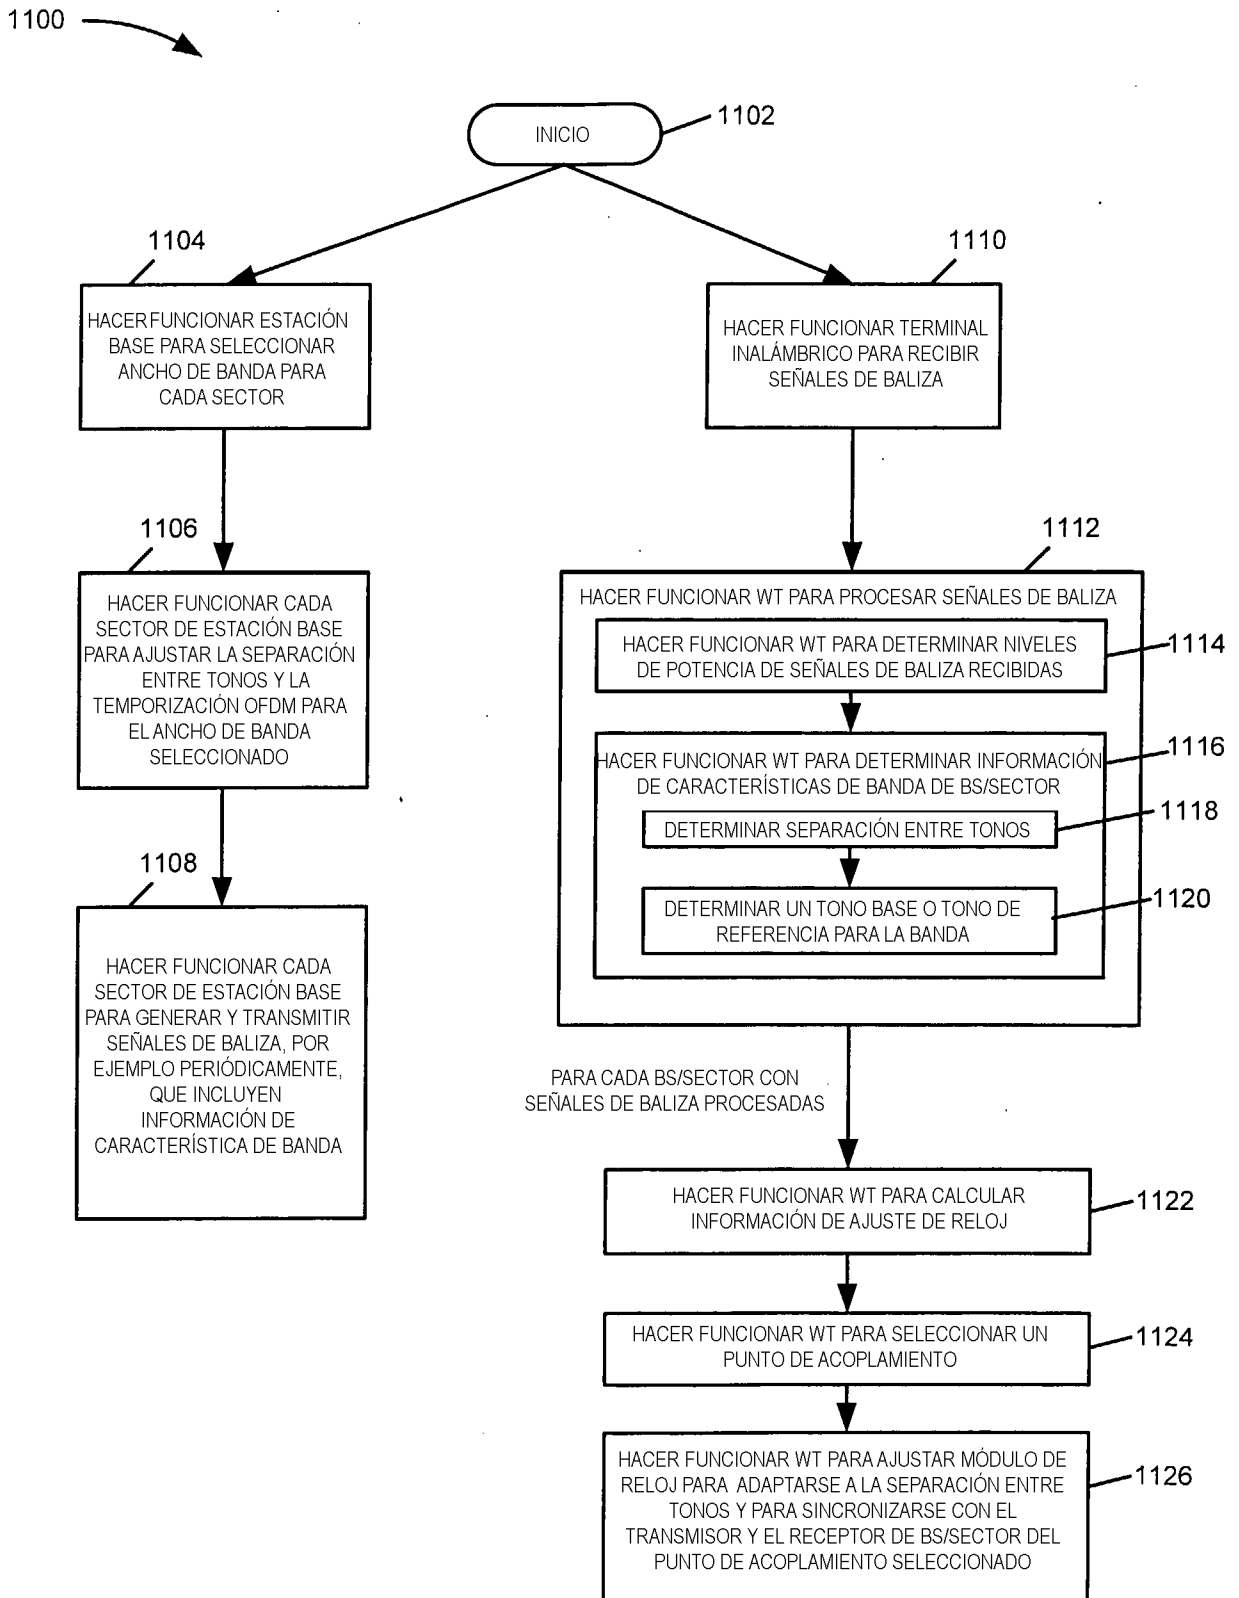 1100
1102
INICIO
1104
HACER FUNCIONAR ESTACIÓN
BASE PARA SELECCIONAR
ANCHO DE BANDA PARA
CADA SECTOR
1106
HACER FUNCIONAR CADA
SECTOR DE ESTACIÓN BASE
PARA AJUSTAR LA SEPARACIÓN
ENTRE TONOS Y LA
TEMPORIZACIÓN OFDM PARA
EL ANCHO DE BANDA
SELECCIONADO
1108
HACER FUNCIONAR CADA
SECTOR DE ESTACIÓN BASE
PARA GENERAR Y TRANSMITIR
SEÑALES DE BALIZA, POR
EJEMPLO PERIÓDICAMENTE,
QUE INCLUYEN
INFORMACIÓN DE
CARACTERÍSTICA DE BANDA
1110
HACER FUNCIONAR TERMINAL
INALÁMBRICO PARA RECIBIR
SEÑALES DE BALIZA
1112
HACER FUNCIONAR WT PARA PROCESAR SEÑALES DE BALIZA
HACER FUNCIONAR WT PARA DETERMINAR NIVELES
DE POTENCIA DE SEÑALES DE BALIZA RECIBIDAS
1114
HACER FUNCIONAR WT PARA DETERMINAR INFORMACIÓN
DE CARACTERÍSTICAS DE BANDA DE BS/SECTOR
1116
DETERMINAR SEPARACIÓN ENTRE TONOS
1118
DETERMINAR UN TONO BASE O TONO DE
REFERENCIA PARA LA BANDA
1120
PARA CADA BS/SECTOR CON
SEÑALES DE BALIZA PROCESADAS
HACER FUNCIONAR WT PARA CALCULAR
INFORMACIÓN DE AJUSTE DE RELOJ
1122
HACER FUNCIONAR WT PARA SELECCIONAR UN
PUNTO DE ACOPLAMIENTO
1124
HACER FUNCIONAR WT PARA AJUSTAR MÓDULO DE
RELOJ PARA ADAPTARSE A LA SEPARACIÓN ENTRE
TONOS Y PARA SINCRONIZARSE CON EL
TRANSMISOR Y EL RECEPTOR DE BS/SECTOR DEL
PUNTO DE ACOPLAMIENTO SELECCIONADO
1126